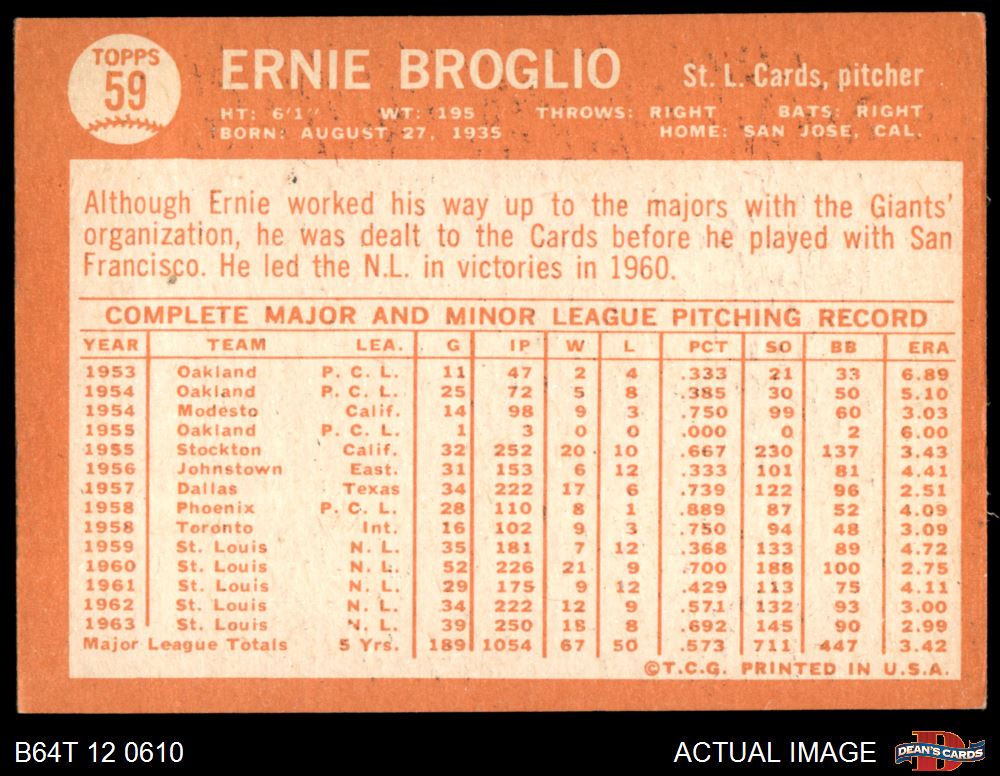 TOPPS
59
ERNIE BROGLIO St. L. Cards, pitcher
HT: 6'1" WT: 195 THROWS: RIGHT BATS: RIGHT
BORN: AUGUST 27, 1935 HOME: SAN JOSE, CAL.
Although Ernie worked his way up to the majors with the Giants'
organization, he was dealt to the Cards before he played with San
Francisco. He led the N.L. in victories in 1960.
COMPLETE MAJOR AND MINOR LEAGUE PITCHING RECORD
YEAR TEAM LEA. G IP W L PCT SO BB ERA
1953 Oakland P. C. L. 11 47 2 4 .333 21 33 6.89
1954 Oakland P. C. L. 25 72 5 8 .385 30 50 5.10
1954 Modesto Calif. 14 98 9 3 .750 99 60 3.03
1955 Oakland P. C. L. 1 3 0 0 .000 0 2 6.00
1955 Stockton Calif. 32 252 20 10 .667 230 137 3.43
1956 Johnstown East. 31 153 6 12 .333 101 81 4.41
1957 Dallas Texas 34 222 17 6 .739 122 96 2.51
1958 Phoenix P. C. L. 28 110 8 1 .889 87 52 4.09
1958 Toronto Int. 16 102 9 3 .750 94 48 3.09
1959 St. Louis N. L. 35 181 7 12 .368 133 89 4.72
1960 St. Louis N. L. 52 226 21 9 .700 188 100 2.75
1961 St. Louis N. L. 29 175 9 12 .429 113 75 4.11
1962 St. Louis N. L. 34 222 12 9 .571 132 93 3.00
1963 St. Louis N. L. 39 250 18 8 .692 145 90 2.99
Major League Totals 5 Yrs. 189 1054 67 50 .573 711 447 3.42
©T.C.G. PRINTED IN U.S.A.
B64T 12 0610 ACTUAL IMAGE DEAN'S CARDS